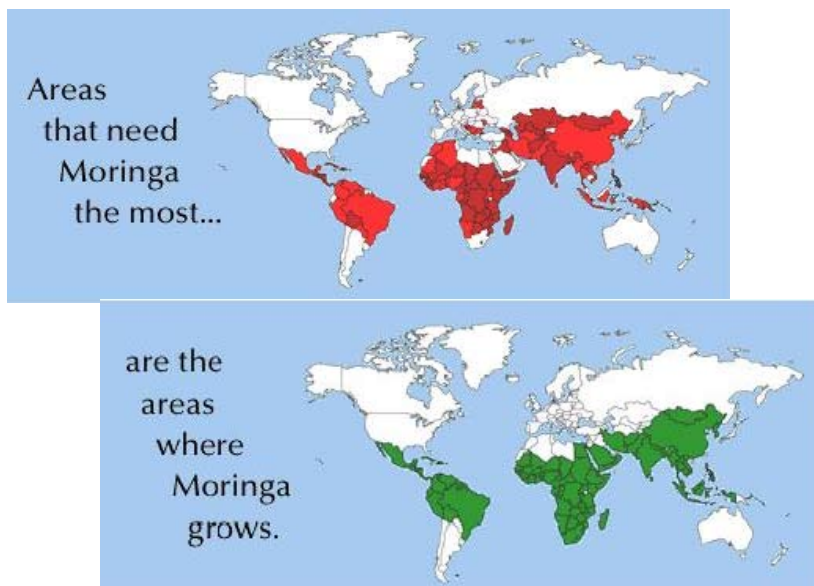 Areas
that need
Moringa
the most...
are the
areas
where
Moringa
grows.